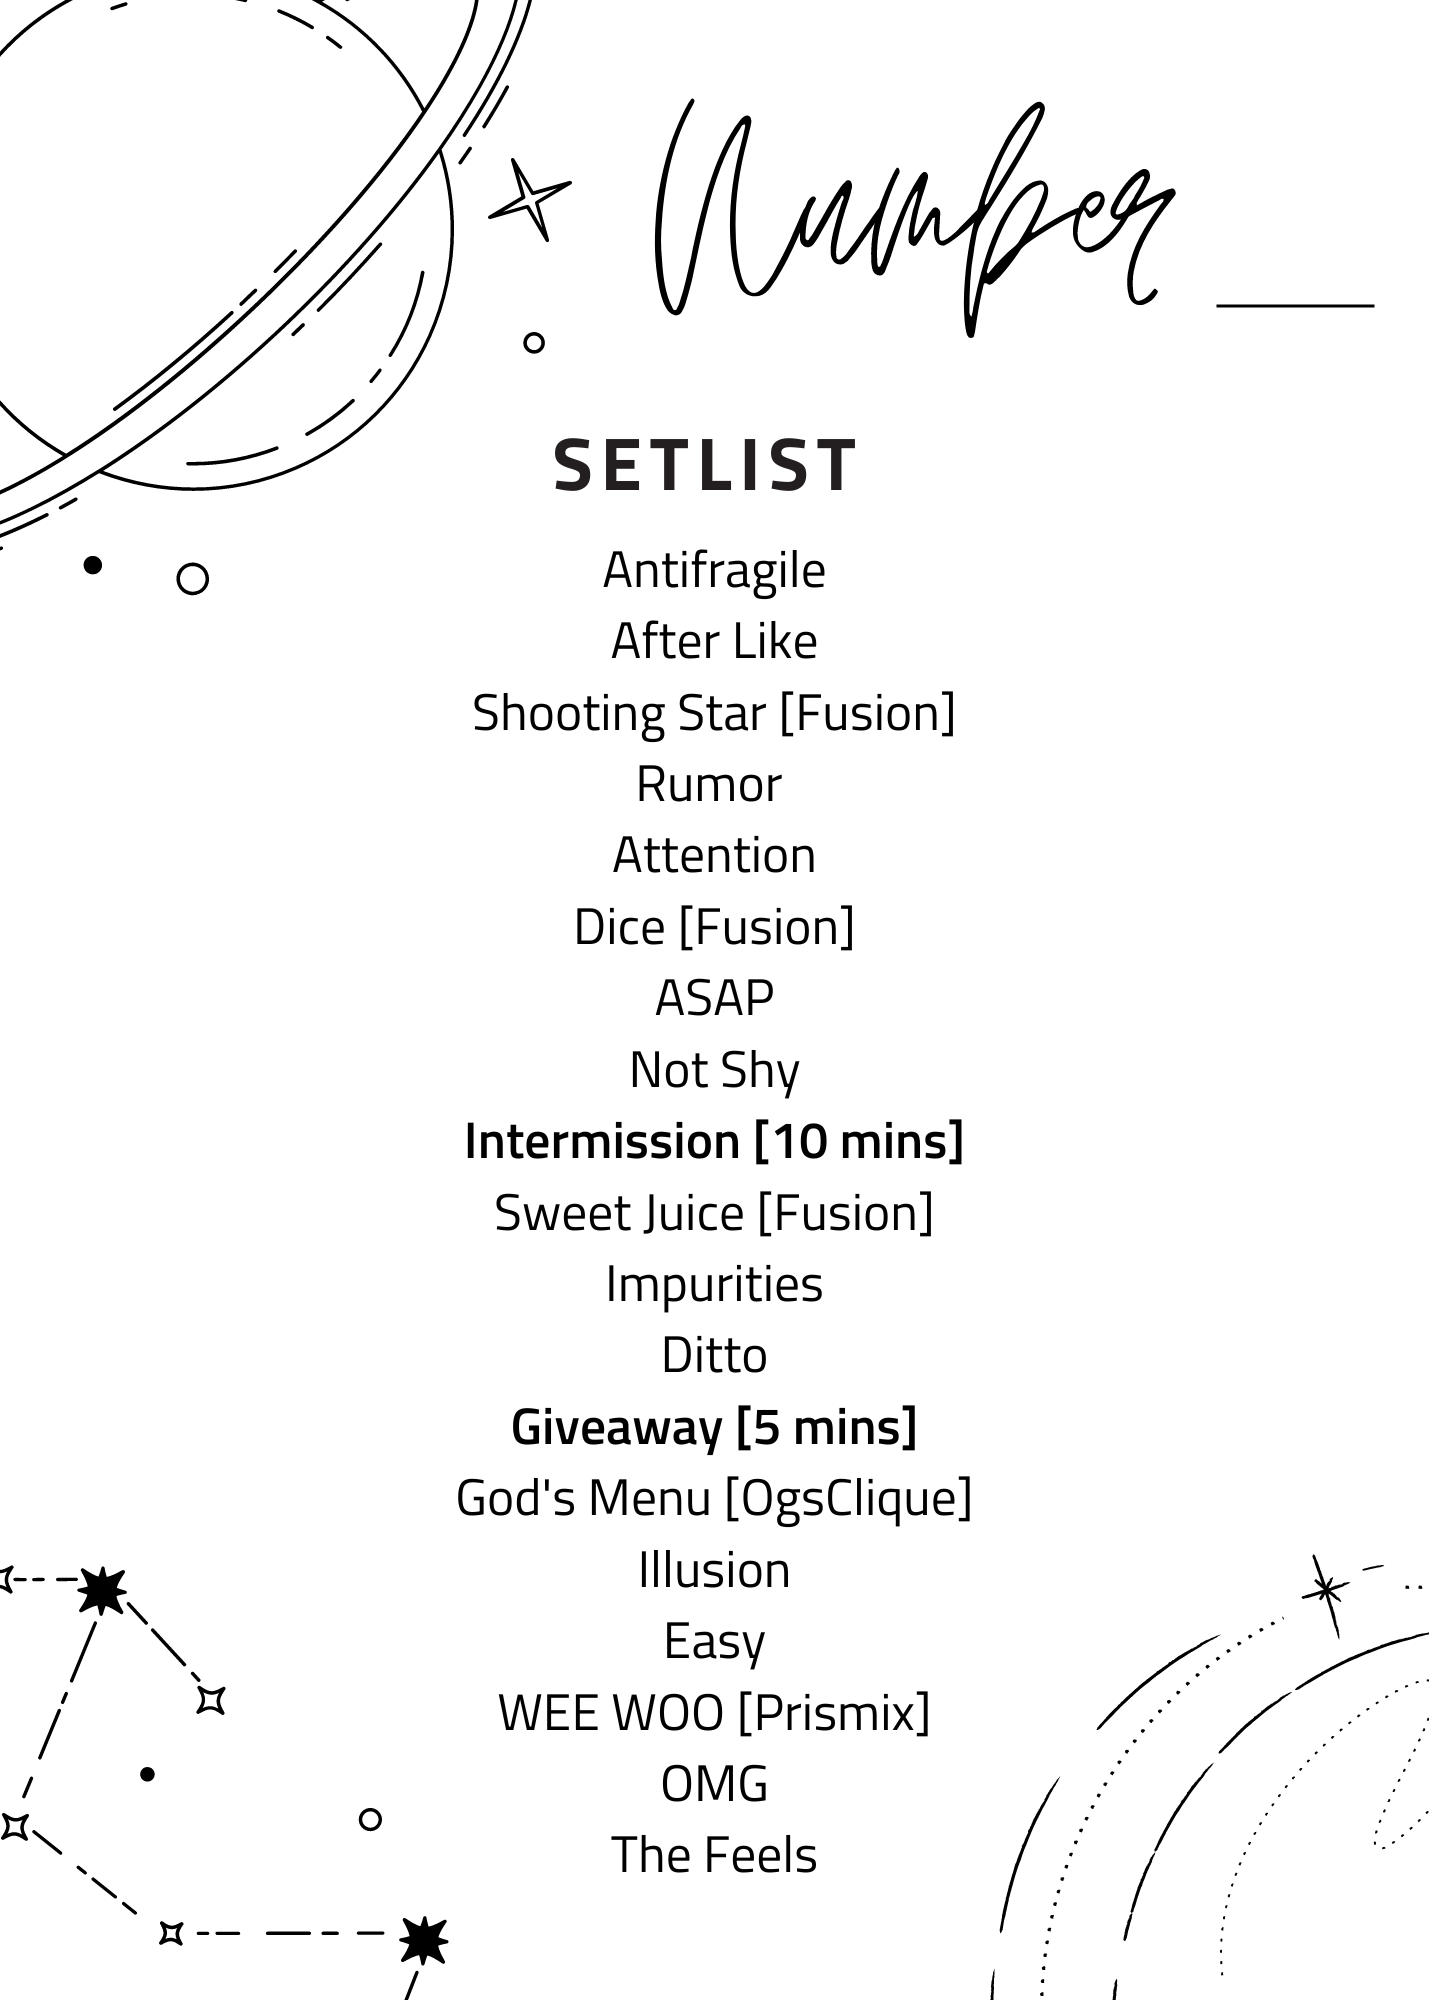 Number ____
SETLIST
Antifragile
After Like
Shooting Star [Fusion]
Rumor
Attention
Dice [Fusion]
ASAP
Not Shy
Intermission [10 mins]
Sweet Juice [Fusion]
Impurities
Ditto
Giveaway [5 mins]
God's Menu [OgsClique]
Illusion
Easy
WEE WOO [Prismix]
OMG
The Feels